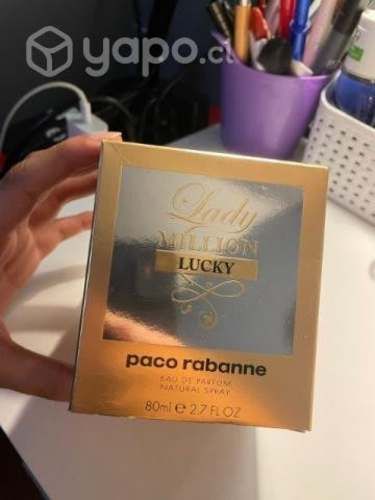 yapo.cl
Lady
MILLION
LUCKY
paco rabanne
EAU DE PARFUM
NATURAL SPRAY
80ml e 2.7 FL OZ